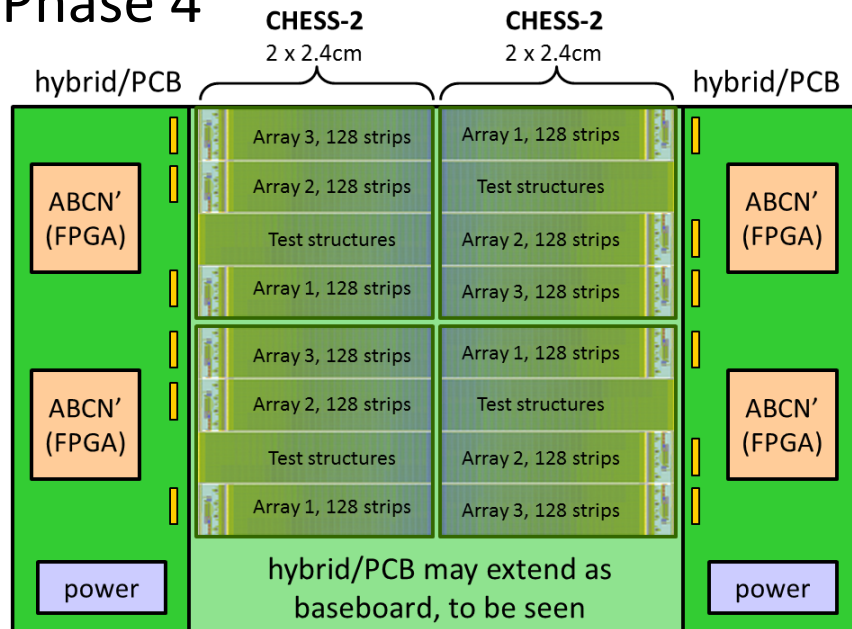 Phase 4
CHESS-2
2 x 2.4cm
CHESS-2
2 x 2.4cm
hybrid/PCB
hybrid/PCB
ABCN’
(FPGA)
Array 3, 128 strips
Array 2, 128 strips
Test structures
Array 1, 128 strips
Array 1, 128 strips
Test structures
Array 2, 128 strips
Array 3, 128 strips
ABCN’
(FPGA)
ABCN’
(FPGA)
Array 3, 128 strips
Array 2, 128 strips
Test structures
Array 1, 128 strips
Array 1, 128 strips
Test structures
Array 2, 128 strips
Array 3, 128 strips
ABCN’
(FPGA)
power
hybrid/PCB may extend as
baseboard, to be seen
power